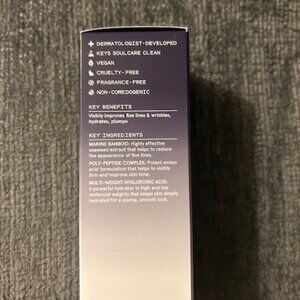 DERMATOLOGIST-DEVELOPED
KEYS SOULCARE CLEAN
VEGAN
CRUELTY-FREE
FRAGRANCE-FREE
NON-COMEDOGENIC
KEY BENEFITS
Visibly improves fine lines & wrinkles,
hydrates, plumps
KEY INGREDIENTS
MARINE BAMBOO: Highly effective
seaweed extract that helps to reduce
the appearance of fine lines.
POLY-PEPTIDE COMPLEX: Potent amino
acid formulation that helps to visibly
firm and improve skin tone.
MULTI-WEIGHT HYALURONIC ACID:
A powerful hydrator in high and low
molecular weights that keeps skin deeply
hydrated for a plump, smooth look.